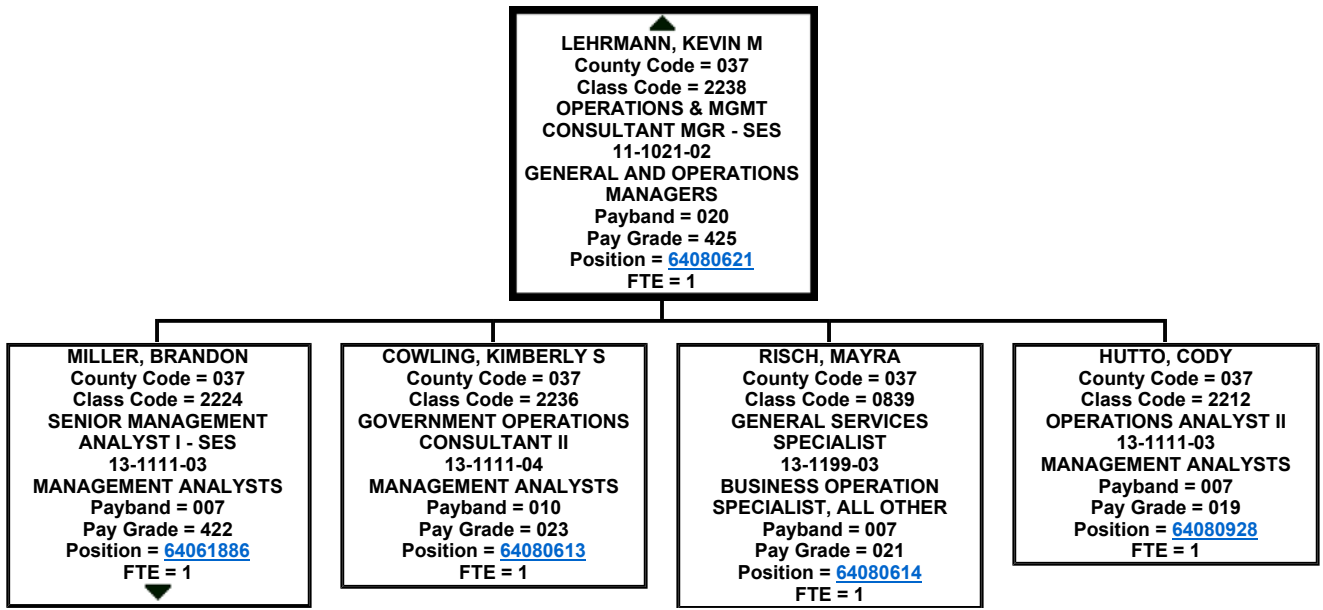 LEHRMANN, KEVIN M
County Code = 037
Class Code = 2238
OPERATIONS & MGMT
CONSULTANT MGR - SES
11-1021-02
GENERAL AND OPERATIONS
MANAGERS
Payband = 020
Pay Grade = 425
Position = 64080621
FTE = 1
MILLER, BRANDON
County Code = 037
Class Code = 2224
SENIOR MANAGEMENT
ANALYST I - SES
13-1111-03
MANAGEMENT ANALYSTS
Payband = 007
Pay Grade = 422
Position = 64061886
FTE = 1
COWLING, KIMBERLY S
County Code = 037
Class Code = 2236
GOVERNMENT OPERATIONS
CONSULTANT II
13-1111-04
MANAGEMENT ANALYSTS
Payband = 010
Pay Grade = 023
Position = 64080613
FTE = 1
RISCH, MAYRA
County Code = 037
Class Code = 0839
GENERAL SERVICES
SPECIALIST
13-1199-03
BUSINESS OPERATION
SPECIALIST, ALL OTHER
Payband = 007
Pay Grade = 021
Position = 64080614
FTE = 1
HUTTO, CODY
County Code = 037
Class Code = 2212
OPERATIONS ANALYST II
13-1111-03
MANAGEMENT ANALYSTS
Payband = 007
Pay Grade = 019
Position = 64080928
FTE = 1